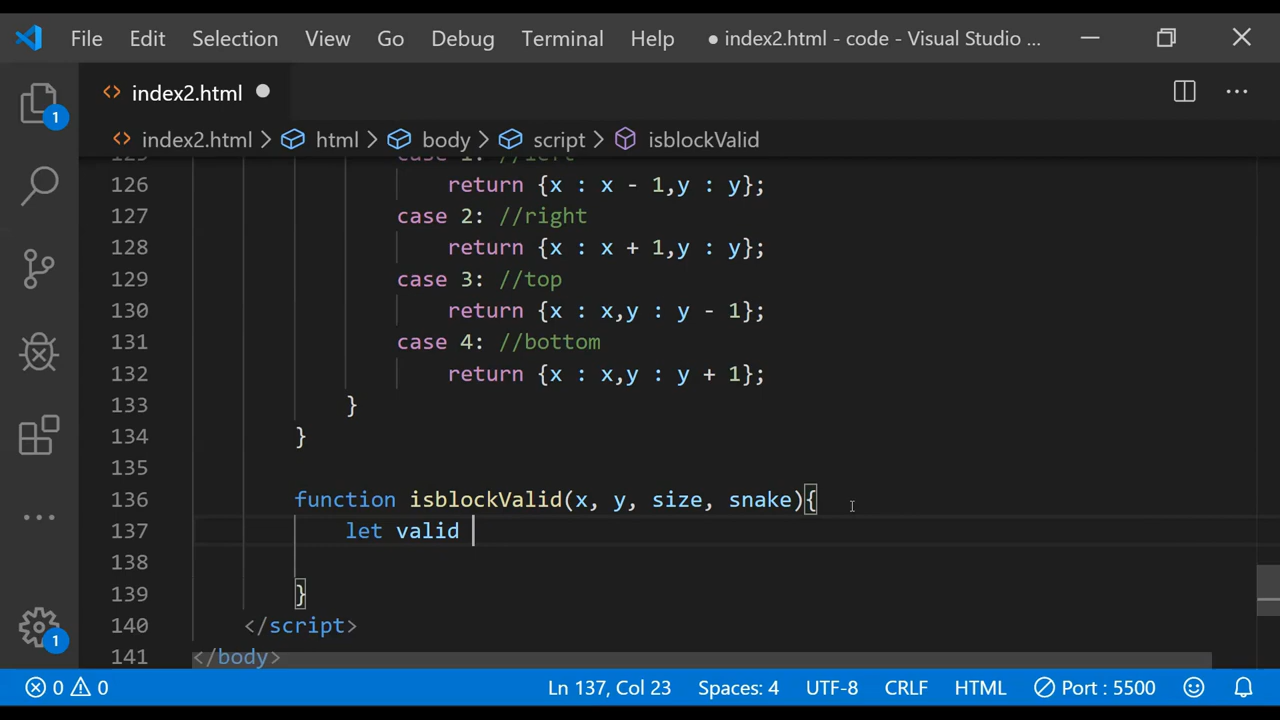 File Edit Selection View Go Debug Terminal Help ● index2.html - code - Visual Studio ...
index2.html
index2.html > html > body > script > isblockValid
125 case 1: //left
126 return {x : x - 1,y : y};
127 case 2: //right
128 return {x : x + 1,y : y};
129 case 3: //top
130 return {x : x,y : y - 1};
131 case 4: //bottom
132 return {x : x,y : y + 1};
133 }
134 }
135
136 function isblockValid(x, y, size, snake){
137 let valid
138
139 }
140 </script>
141 </body>
1
1
0 0 Ln 137, Col 23 Spaces: 4 UTF-8 CRLF HTML Port : 5500